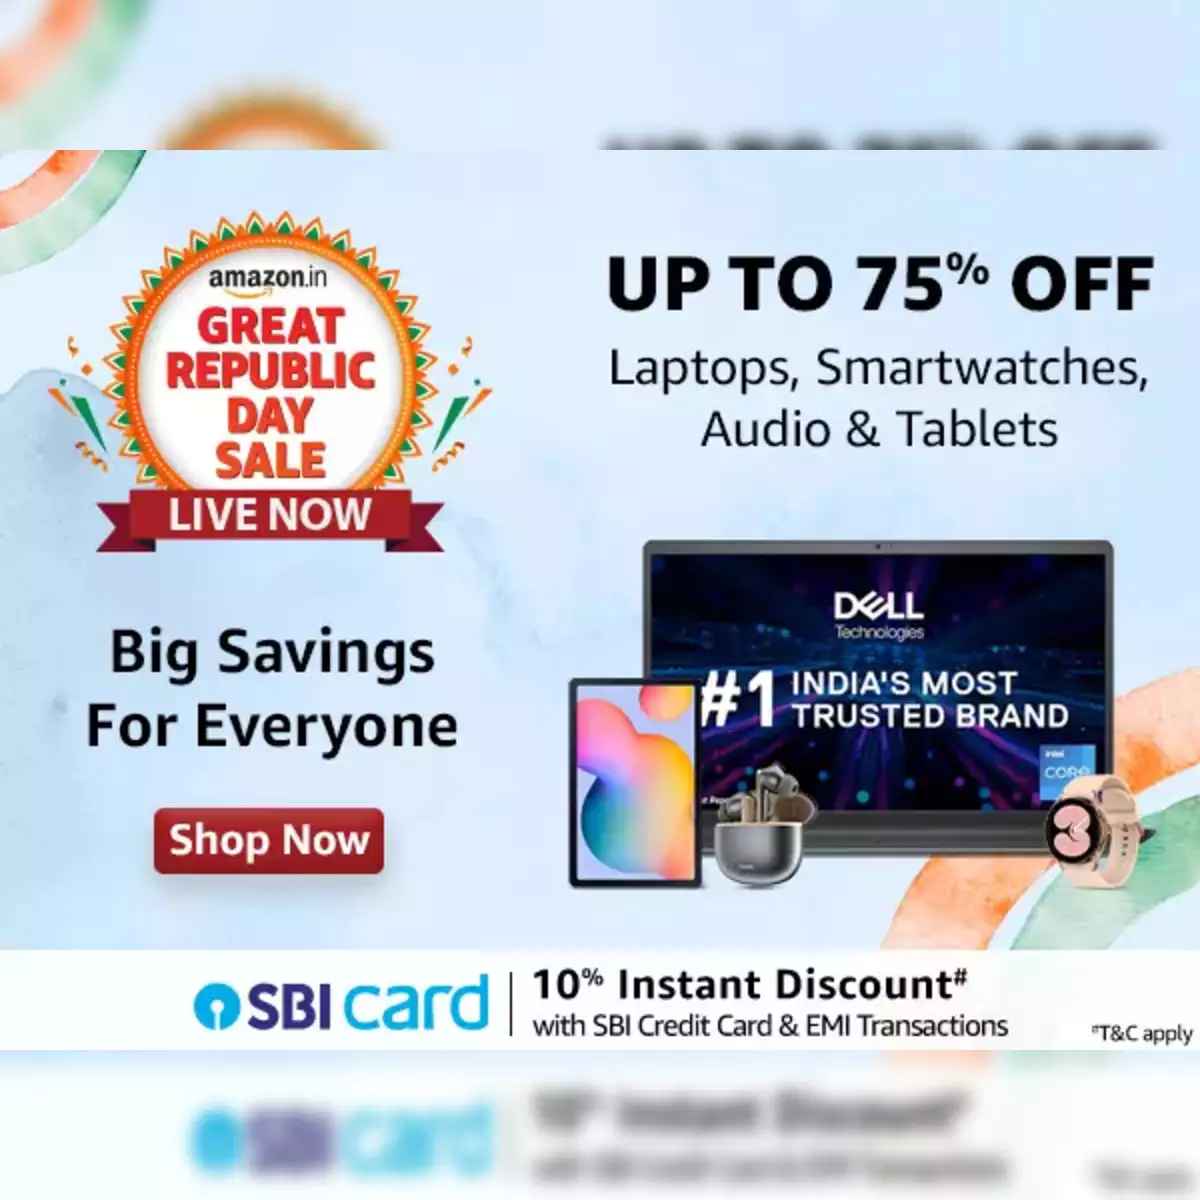 amazon.in
GREAT
REPUBLIC
DAY
SALE
LIVE NOW
Big Savings
For Everyone
Shop Now
UP TO 75% OFF
Laptops, Smartwatches,
Audio & Tablets
DELL
Technologies
#1 INDIA'S MOST
TRUSTED BRAND
intel
CORE
SBI card
10% Instant Discount#
with SBI Credit Card & EMI Transactions
#T&C apply